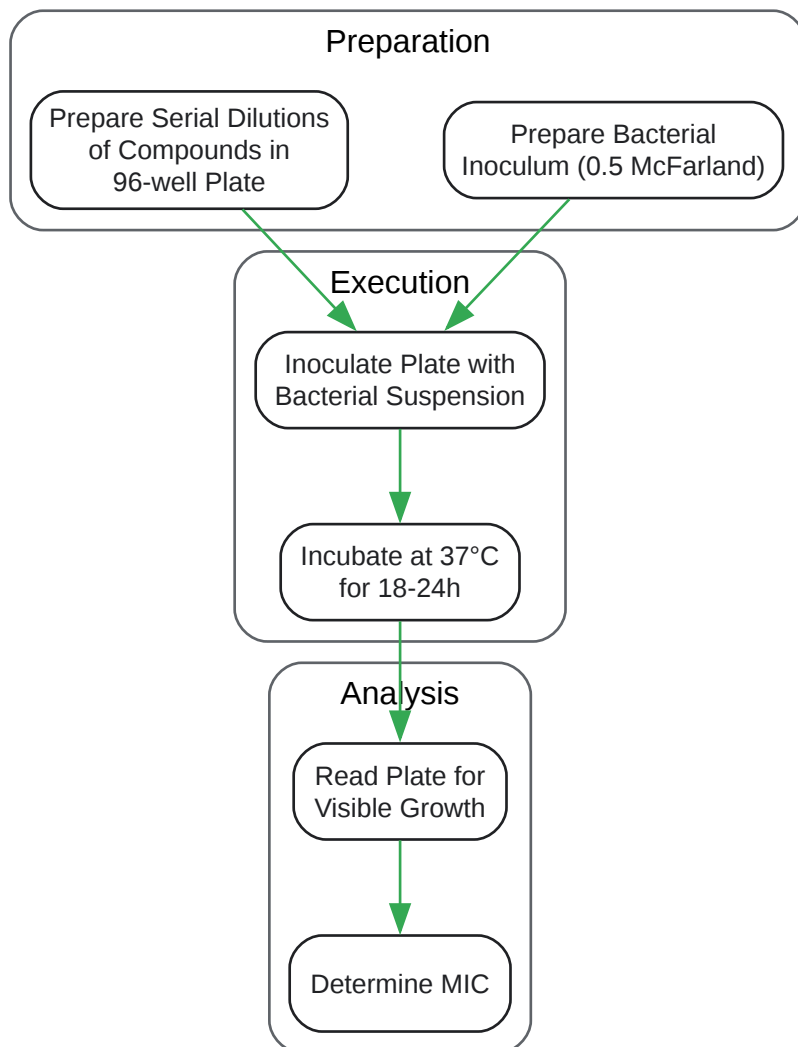 Preparation
Prepare Serial Dilutions
of Compounds in
96-well Plate
Prepare Bacterial
Inoculum (0.5 McFarland)
Execution
Inoculate Plate with
Bacterial Suspension
Incubate at 37°C
for 18-24h
Analysis
Read Plate for
Visible Growth
Determine MIC